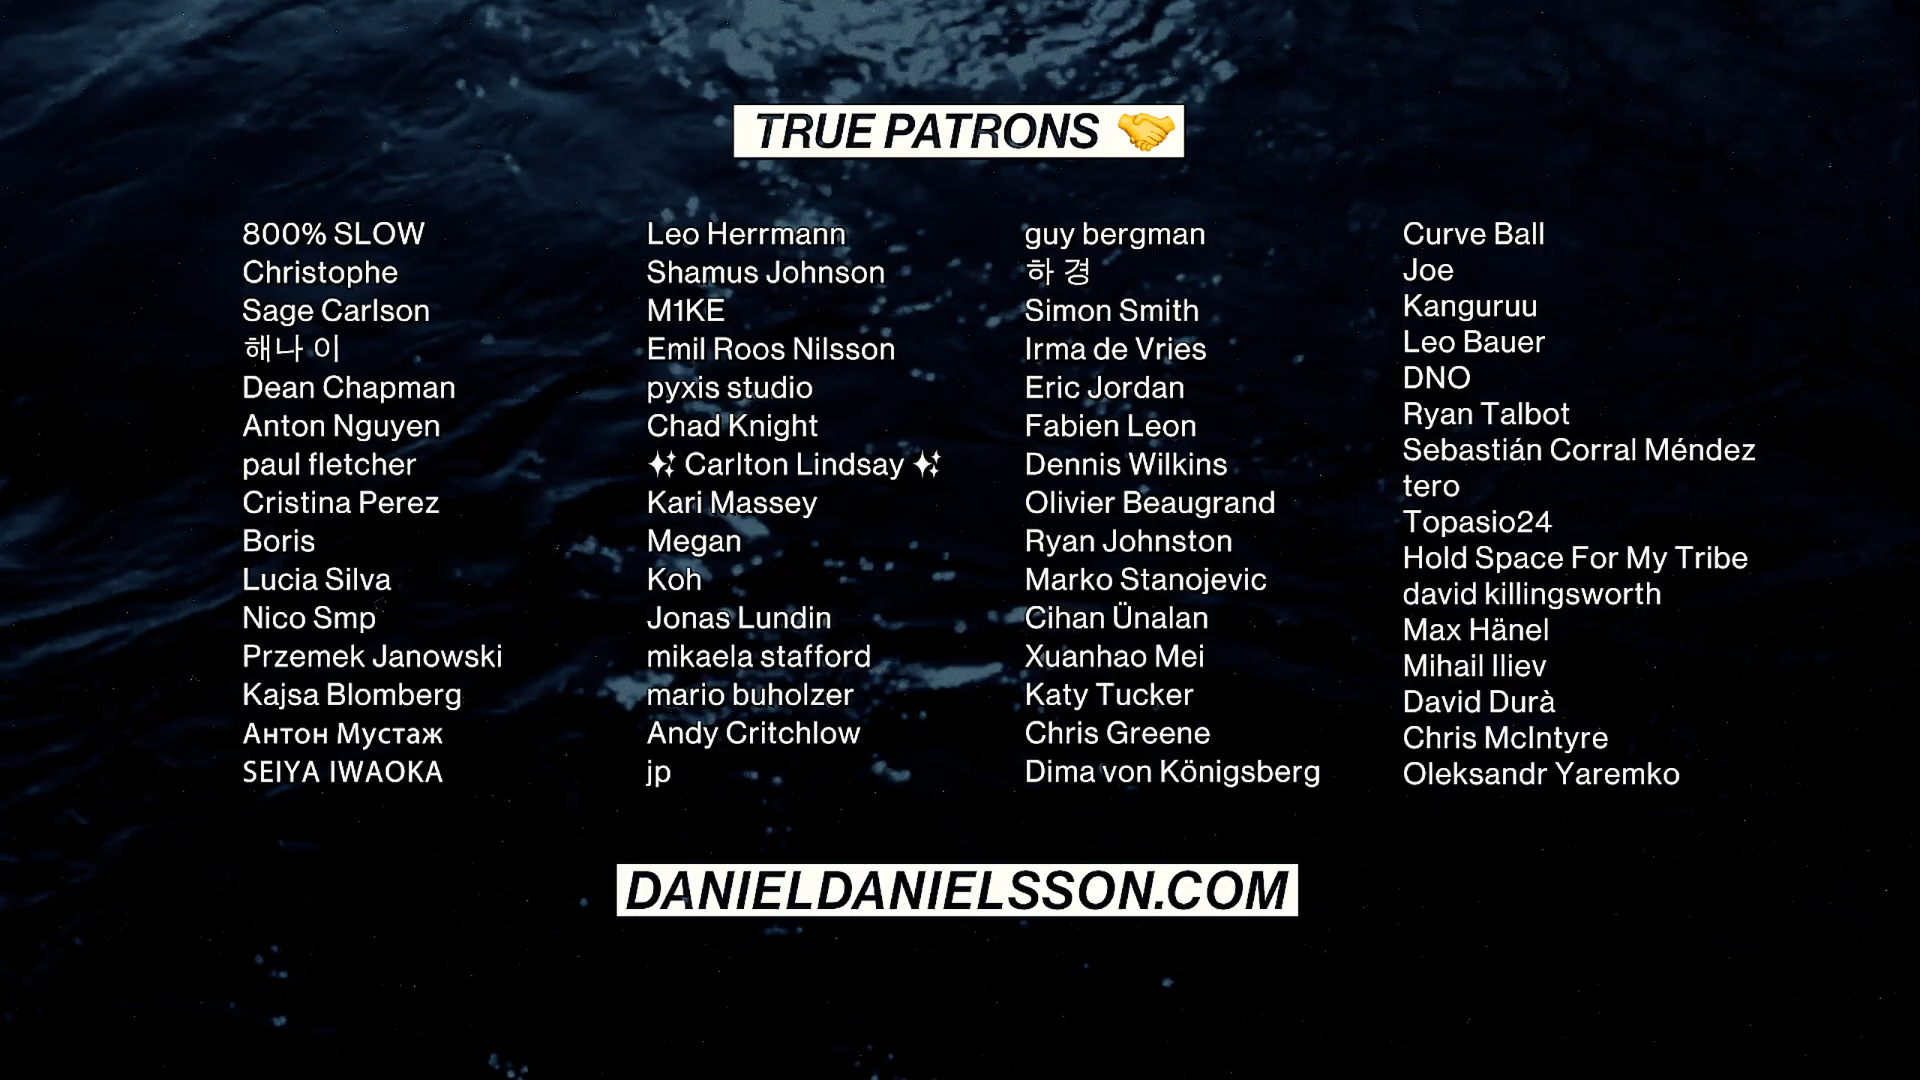 TRUE PATRONS 🤝
800% SLOW
Christophe
Sage Carlson
해나 이
Dean Chapman
Anton Nguyen
paul fletcher
Cristina Perez
Boris
Lucia Silva
Nico Smp
Przemek Janowski
Kajsa Blomberg
Антон Мустаж
SEIYA IWAOKA
Leo Herrmann
Shamus Johnson
M1KE
Emil Roos Nilsson
pyxis studio
Chad Knight
✨ Carlton Lindsay ✨
Kari Massey
Megan
Koh
Jonas Lundin
mikaela stafford
mario buholzer
Andy Critchlow
jp
guy bergman
하 경
Simon Smith
Irma de Vries
Eric Jordan
Fabien Leon
Dennis Wilkins
Olivier Beaugrand
Ryan Johnston
Marko Stanojevic
Cihan Ünalan
Xuanhao Mei
Katy Tucker
Chris Greene
Dima von Königsberg
Curve Ball
Joe
Kanguruu
Leo Bauer
DNO
Ryan Talbot
Sebastián Corral Méndez
tero
Topasio24
Hold Space For My Tribe
david killingsworth
Max Hänel
Mihail Iliev
David Durà
Chris McIntyre
Oleksandr Yaremko
DANIELDANIELSSON.COM